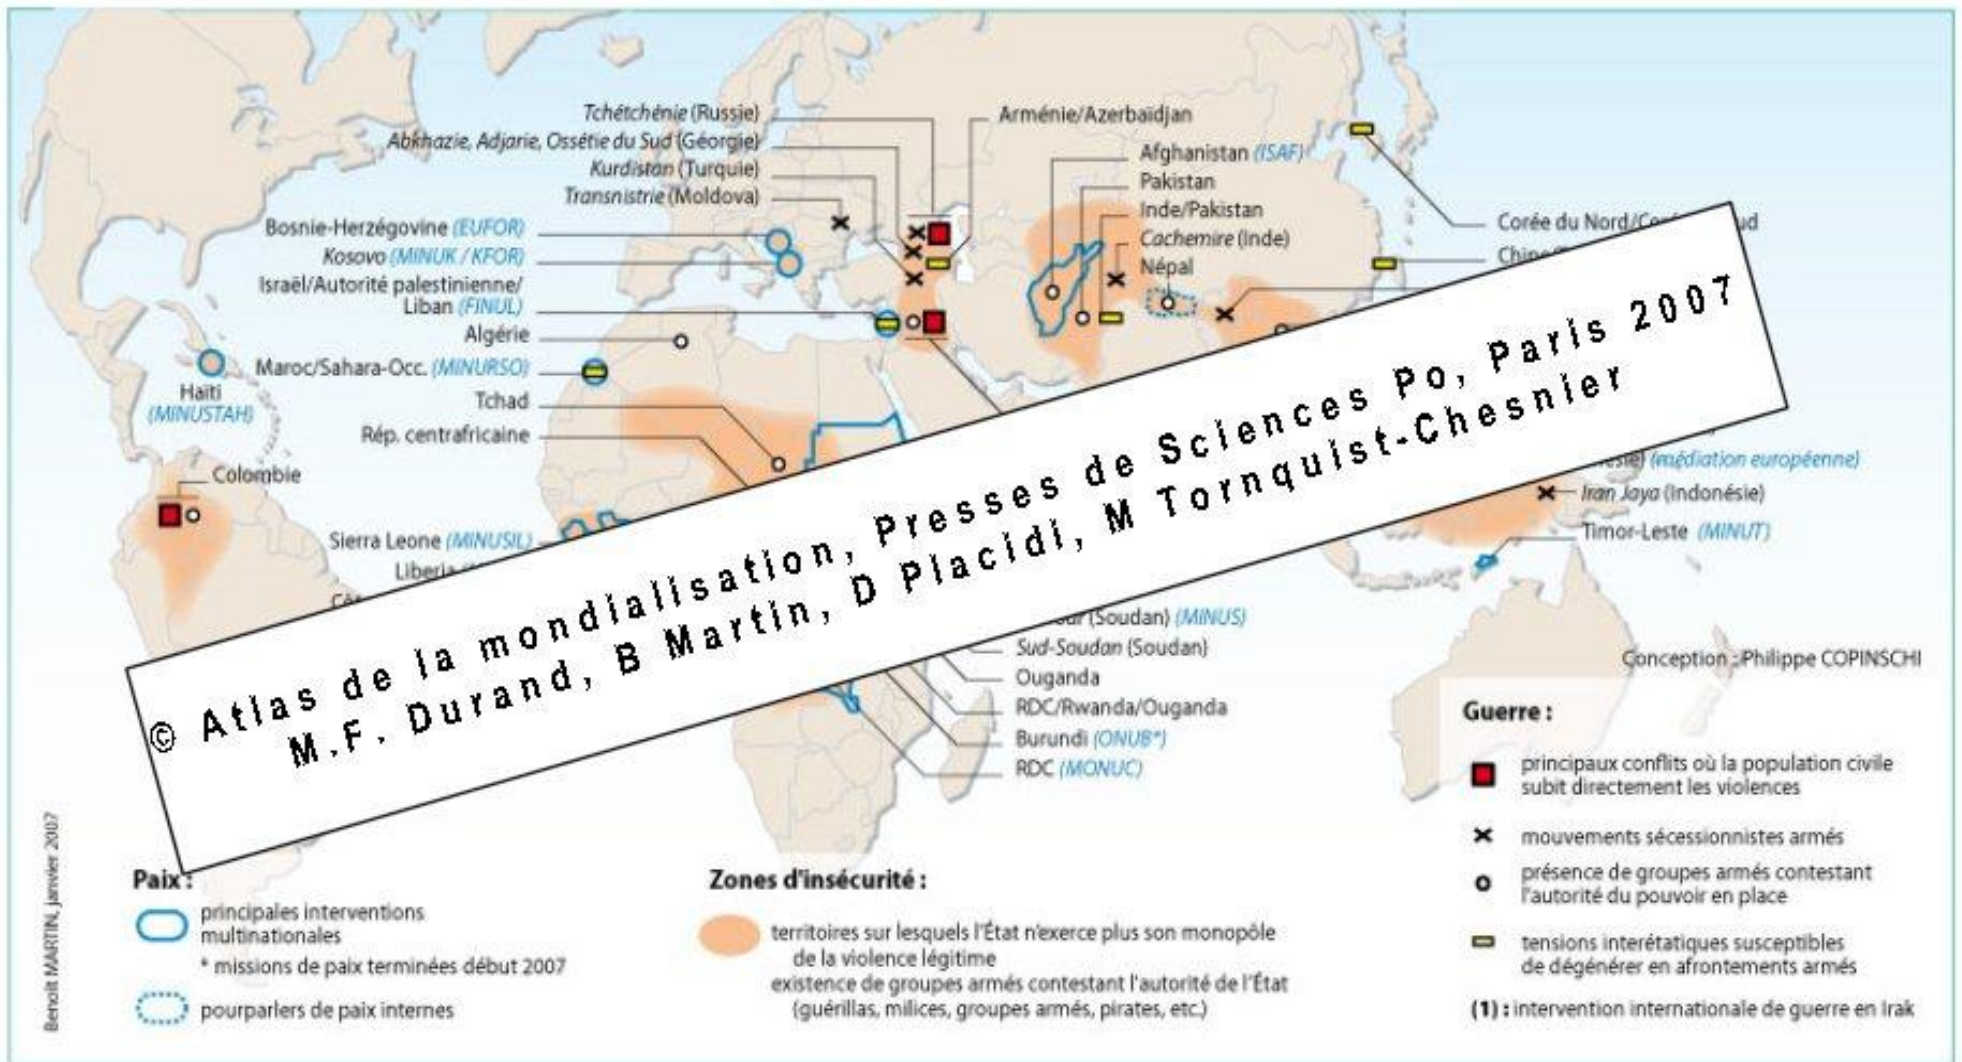 Tchétchénie (Russie)
Abkhazie, Adjarie, Ossétie du Sud (Géorgie)
Kurdistan (Turquie)
Transnistrie (Moldova)
Bosnie-Herzégovine (EUFOR)
Kosovo (MINUK / KFOR)
Israël/Autorité palestinienne/
Liban (FINUL)
Algérie
Maroc/Sahara-Occ. (MINURSO)
Tchad
Rép. centrafricaine
Haïti
(MINUSTAH)
Colombie
Sierra Leone (MINUSIL)
Liberia
Arménie/Azerbaïdjan
Afghanistan (ISAF)
Pakistan
Inde/Pakistan
Cachemire (Inde)
Népal
Corée du Nord/
(médiation européenne)
Irian Jaya (Indonésie)
Timor-Leste (MINUT)
© Atlas de la mondialisation, Presses de Sciences Po, Paris 2007
M.F. Durand, B Martin, D Placidi, M Tornquist-Chesnier
(Soudan) (MINUS)
Sud-Soudan (Soudan)
Ouganda
RDC/Rwanda/Ouganda
Burundi (ONUB*)
RDC (MONUC)
Conception : Philippe COPINSCHI
Guerre :
principaux conflits où la population civile
subit directement les violences
mouvements sécessionnistes armés
présence de groupes armés contestant
l'autorité du pouvoir en place
tensions interétatiques susceptibles
de dégénérer en afrontements armés
(1) : intervention internationale de guerre en Irak
Paix :
principales interventions
multinationales
* missions de paix terminées début 2007
pourparlers de paix internes
Zones d'insécurité :
territoires sur lesquels l'État n'exerce plus son monopôle
de la violence légitime
existence de groupes armés contestant l'autorité de l'État
(guérillas, milices, groupes armés, pirates, etc.)
Benoît MARTIN, janvier 2007